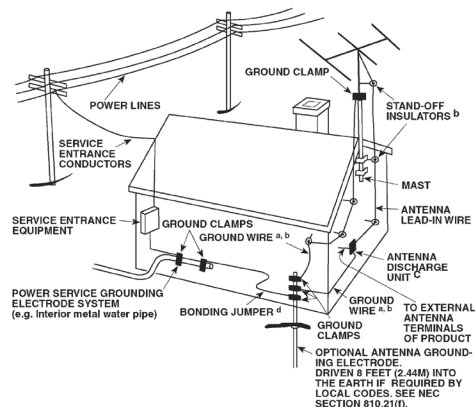 GROUND CLAMP
POWER LINES
STAND-OFF
INSULATORS b
SERVICE
ENTRANCE
CONDUCTORS
MAST
ANTENNA
LEAD-IN WIRE
SERVICE ENTRANCE
EQUIPMENT
GROUND CLAMPS
GROUND WIRE a, b
ANTENNA
DISCHARGE
UNIT C
POWER SERVICE GROUNDING
ELECTRODE SYSTEM
(e.g. Interior metal water pipe)
BONDING JUMPER d
GROUND
WIRE a, b
TO EXTERNAL
ANTENNA
TERMINALS
OF PRODUCT
GROUND
CLAMPS
OPTIONAL ANTENNA GROUND-
ING ELECTRODE.
DRIVEN 8 FEET (2.44M) INTO
THE EARTH IF REQUIRED BY
LOCAL CODES. SEE NEC
SECTION 810.21(f).